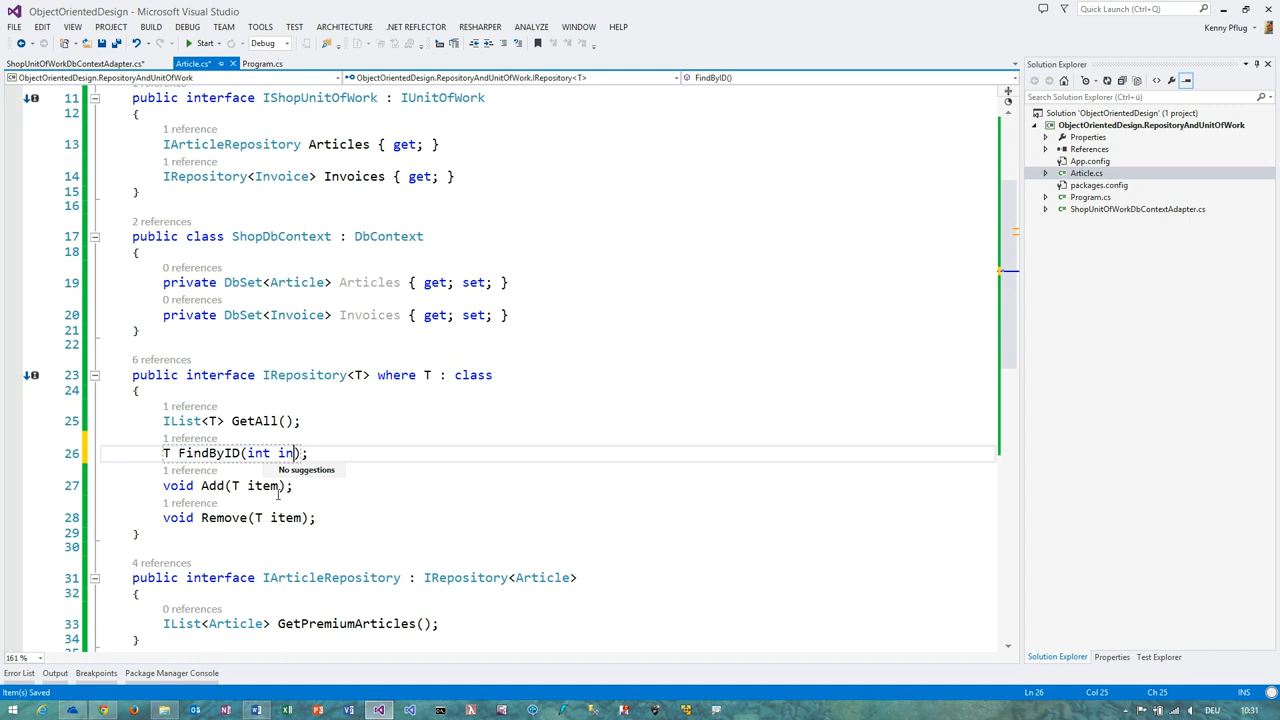 ObjectOrientedDesign - Microsoft Visual Studio
Quick Launch (Ctrl+Q)
FILE EDIT VIEW PROJECT BUILD DEBUG TEAM TOOLS TEST ARCHITECTURE .NET REFLECTOR RESHARPER ANALYZE WINDOW HELP
Kenny Pflug
Start Debug
ShopUnitOfWorkDbContextAdapter.cs* Article.cs* Program.cs
ObjectOrientedDesign.RepositoryAndUnitOfWork ObjectOrientedDesign.RepositoryAndUnitOfWork.IRepository<T> FindByID()
11 public interface IShopUnitOfWork : IUnitOfWork
12 {
1 reference
13 IArticleRepository Articles { get; }
1 reference
14 IRepository<Invoice> Invoices { get; }
15 }
16
2 references
17 public class ShopDbContext : DbContext
18 {
0 references
19 private DbSet<Article> Articles { get; set; }
0 references
20 private DbSet<Invoice> Invoices { get; set; }
21 }
22
6 references
23 public interface IRepository<T> where T : class
24 {
1 reference
25 IList<T> GetAll();
1 reference
26 T FindByID(int in);
1 reference
No suggestions
27 void Add(T item);
1 reference
28 void Remove(T item);
29 }
30
4 references
31 public interface IArticleRepository : IRepository<Article>
32 {
0 references
33 IList<Article> GetPremiumArticles();
34 }
161 %
Error List Output Breakpoints Package Manager Console
Item(s) Saved
Ln 26 Col 25 Ch 25 INS
Solution Explorer
Search Solution Explorer (Ctrl+ü)
Solution 'ObjectOrientedDesign' (1 project)
ObjectOrientedDesign.RepositoryAndUnitOfWork
Properties
References
App.config
Article.cs
packages.config
Program.cs
ShopUnitOfWorkDbContextAdapter.cs
Solution Explorer Properties Test Explorer
DEU 10:31